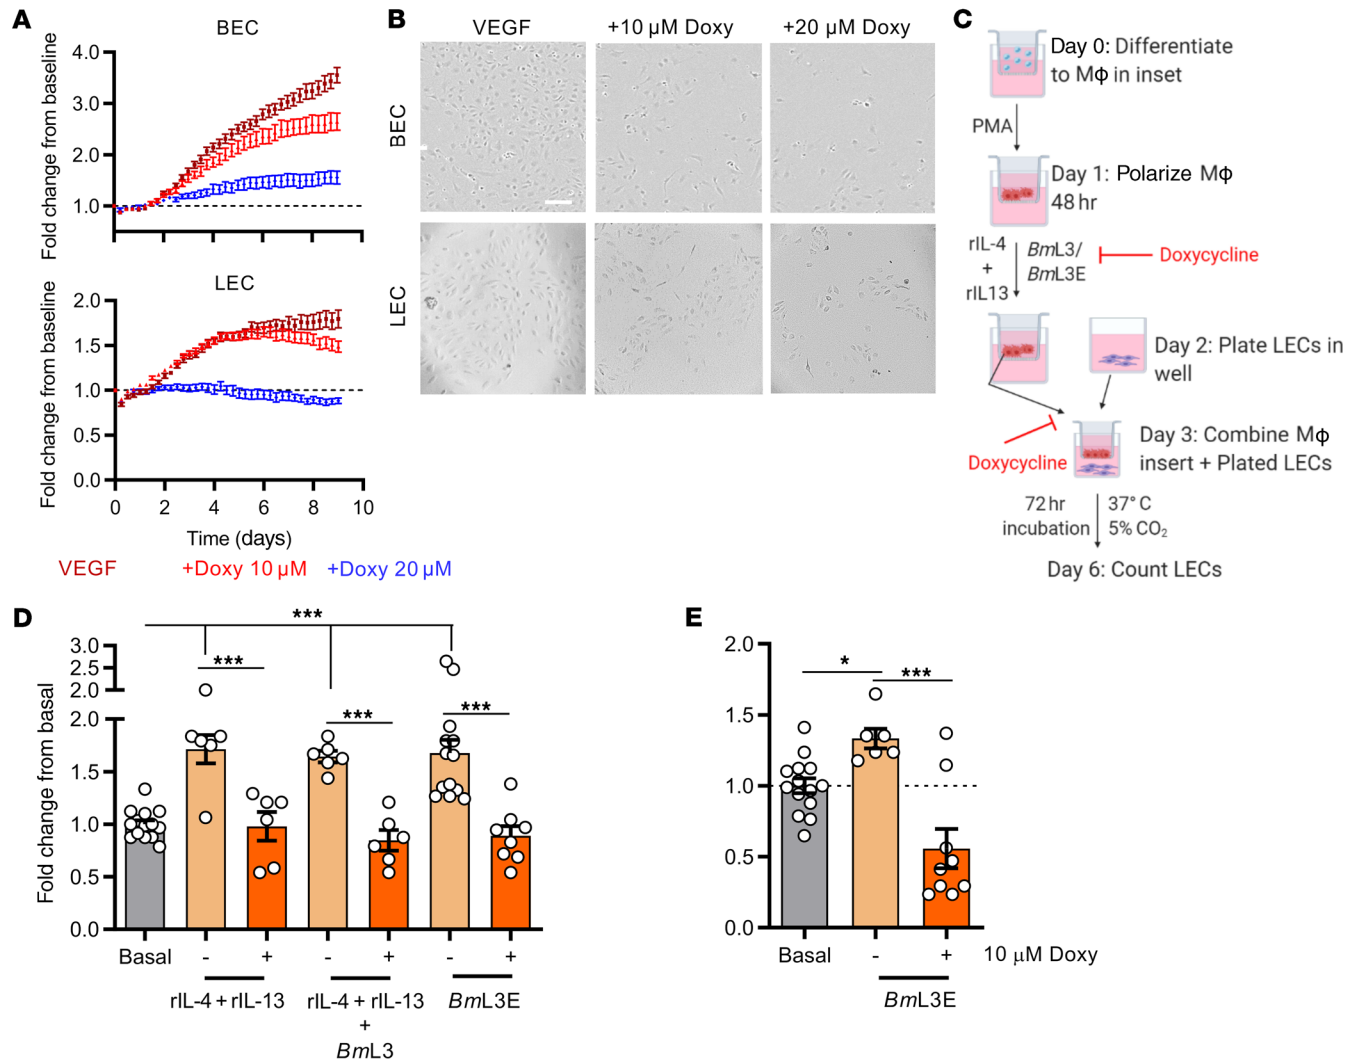 A
BEC
Fold change from baseline
4.0
3.0
2.0
1.0
LEC
Fold change from baseline
2.0
1.5
1.0
0.5
0.0
0 2 4 6 8 10
Time (days)
VEGF +Doxy 10 µM +Doxy 20 µM
B
VEGF +10 µM Doxy +20 µM Doxy
BEC
LEC
C
Day 0: Differentiate
to Mϕ in inset
PMA
Day 1: Polarize Mϕ
48 hr
rIL-4
+
rIL13
BmL3/
BmL3E
Doxycycline
Day 2: Plate LECs in
well
Doxycycline
Day 3: Combine Mϕ
insert + Plated LECs
72 hr
incubation
37° C
5% CO₂
Day 6: Count LECs
D
Fold change from basal
3.0
2.5
2.0
2.0
1.5
1.0
0.5
0.0
***
*** *** ***
Basal - + - + - +
rIL-4 + rIL-13
rIL-4 + rIL-13
+
BmL3
BmL3E
E
2.0
1.5
1.0
0.5
0.0
* ***
Basal - + 10 µM Doxy
BmL3E